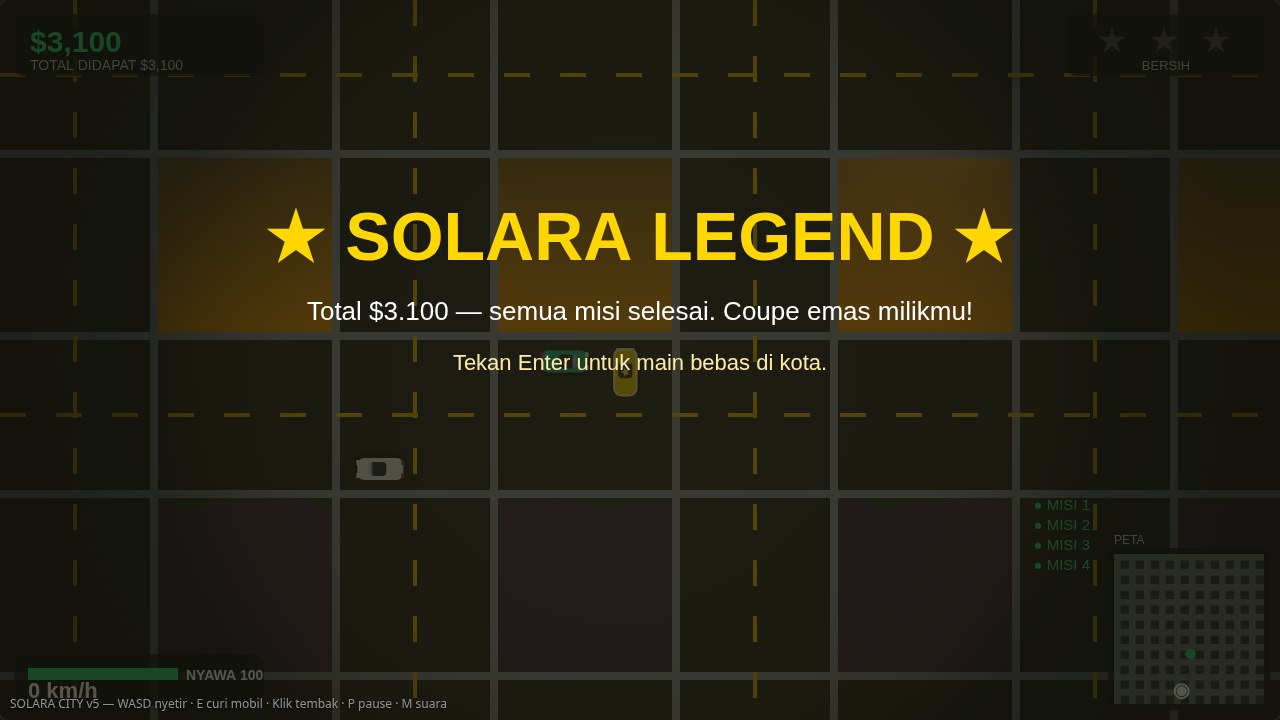 $3,100
TOTAL DIDAPAT $3,100
★ ★ ★
BERSIH
★ SOLARA LEGEND ★
Total $3.100 — semua misi selesai. Coupe emas milikmu!
Tekan Enter untuk main bebas di kota.
● MISI 1
● MISI 2
● MISI 3
● MISI 4
PETA
NYAWA 100
0 km/h
SOLARA CITY v5 — WASD nyetir · E curi mobil · Klik tembak · P pause · M suara